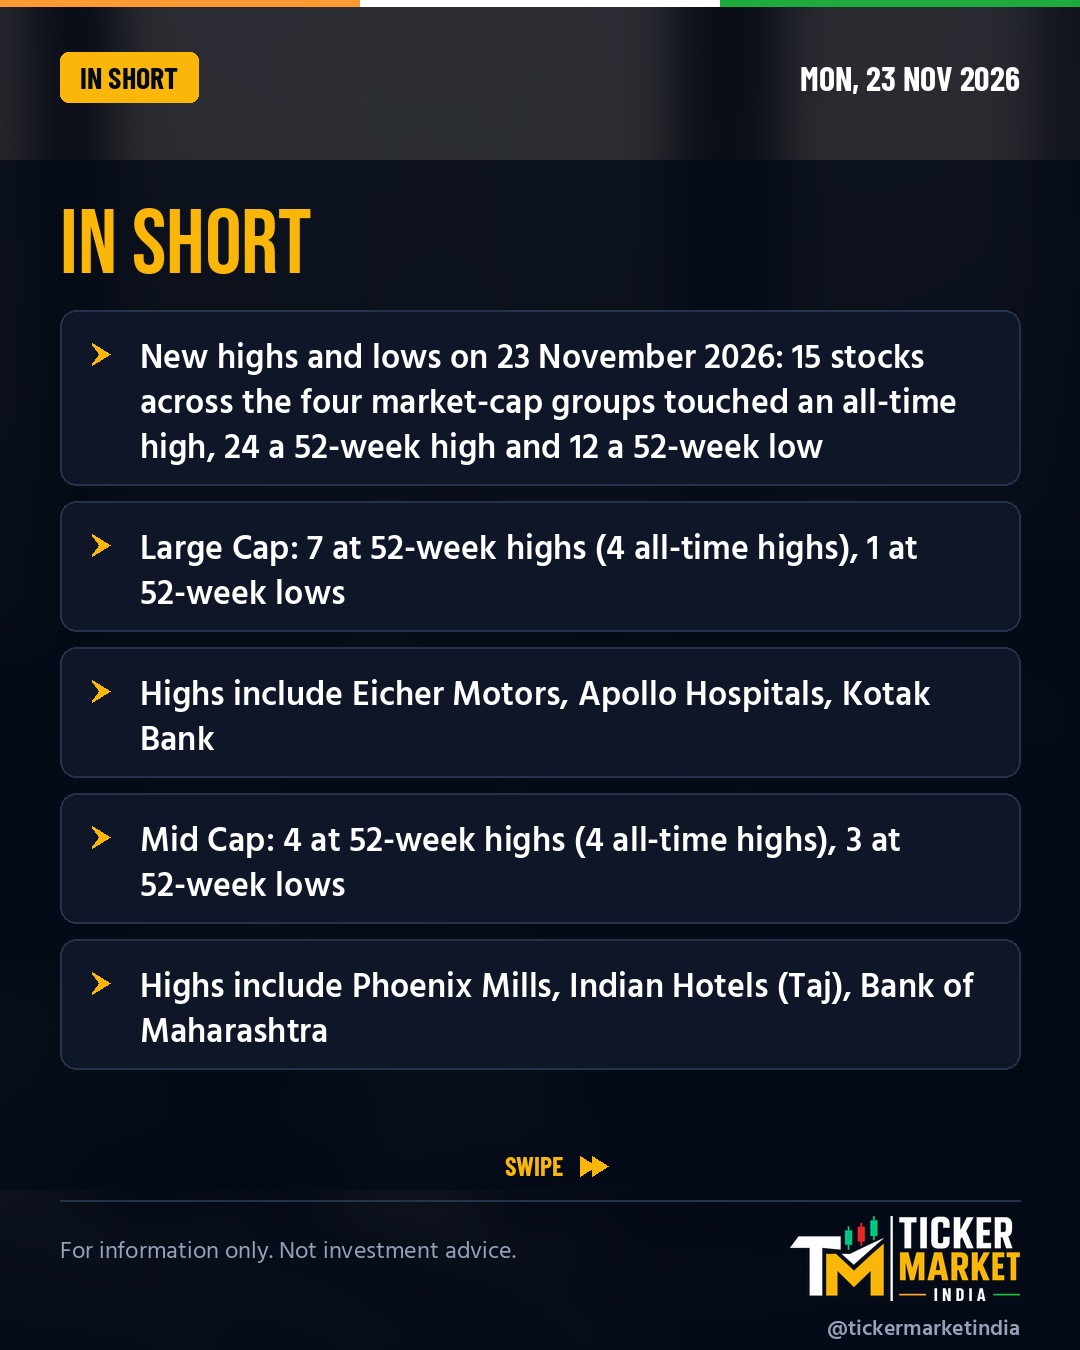 IN SHORT
MON, 23 NOV 2026
IN SHORT
New highs and lows on 23 November 2026: 15 stocks
across the four market-cap groups touched an all-time
high, 24 a 52-week high and 12 a 52-week low
Large Cap: 7 at 52-week highs (4 all-time highs), 1 at
52-week lows
Highs include Eicher Motors, Apollo Hospitals, Kotak
Bank
Mid Cap: 4 at 52-week highs (4 all-time highs), 3 at
52-week lows
Highs include Phoenix Mills, Indian Hotels (Taj), Bank of
Maharashtra
SWIPE
For information only. Not investment advice.
TM
TICKER
MARKET
INDIA
@tickermarketindia